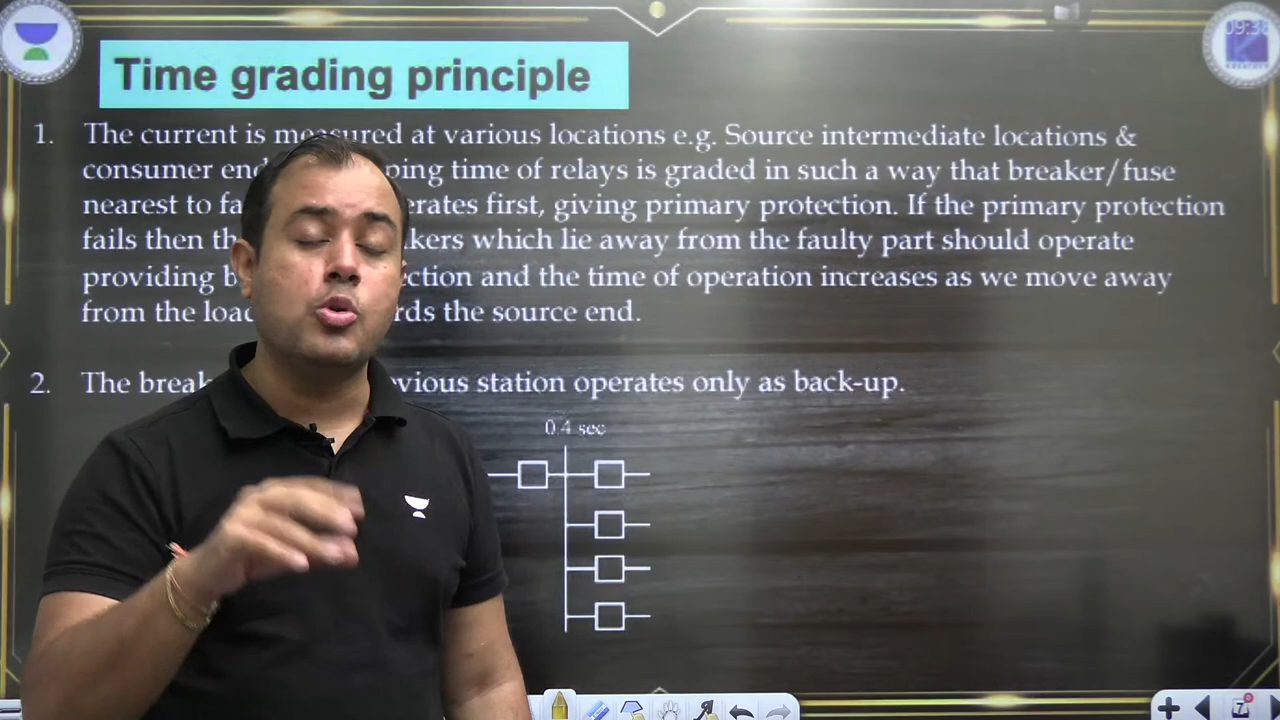 Time grading principle
1. The current is measured at various locations e.g. Source intermediate locations &
consumer end ping time of relays is graded in such a way that breaker/fuse
nearest to fa erates first, giving primary protection. If the primary protection
fails then th kers which lie away from the faulty part should operate
providing b ction and the time of operation increases as we move away
from the load rds the source end.
2. The break vious station operates only as back-up.
0.4 sec